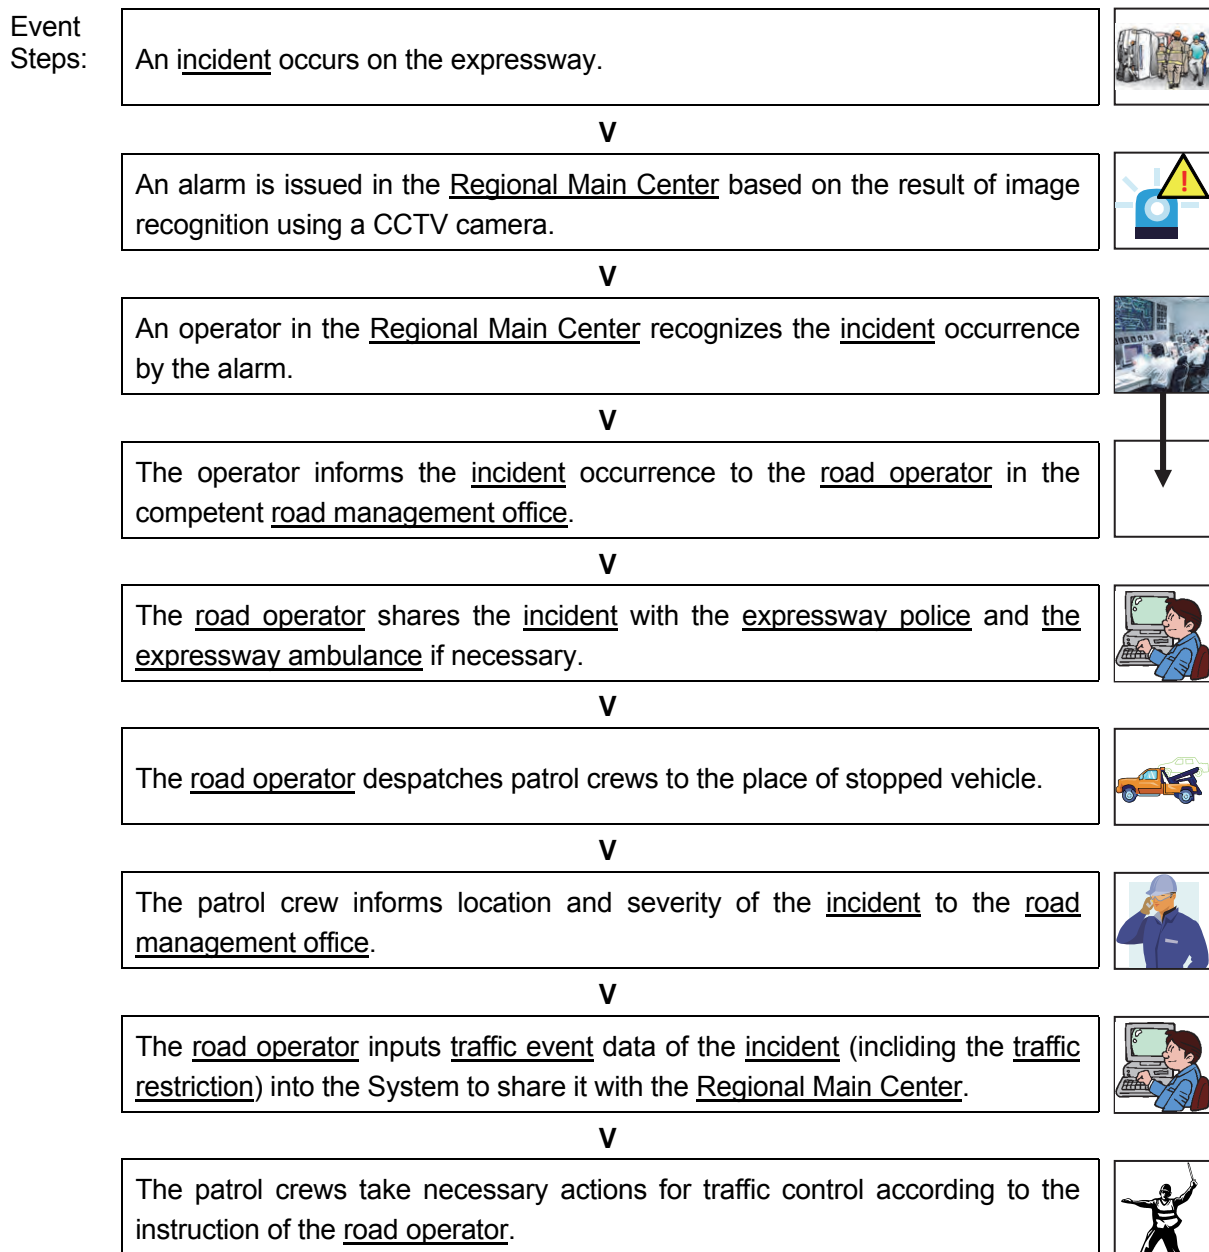 Event
Steps:
An incident occurs on the expressway.
V
An alarm is issued in the Regional Main Center based on the result of image
recognition using a CCTV camera.
V
An operator in the Regional Main Center recognizes the incident occurrence
by the alarm.
V
The operator informs the incident occurrence to the road operator in the
competent road management office.
V
The road operator shares the incident with the expressway police and the
expressway ambulance if necessary.
V
The road operator despatches patrol crews to the place of stopped vehicle.
V
The patrol crew informs location and severity of the incident to the road
management office.
V
The road operator inputs traffic event data of the incident (incliding the traffic
restriction) into the System to share it with the Regional Main Center.
V
The patrol crews take necessary actions for traffic control according to the
instruction of the road operator.